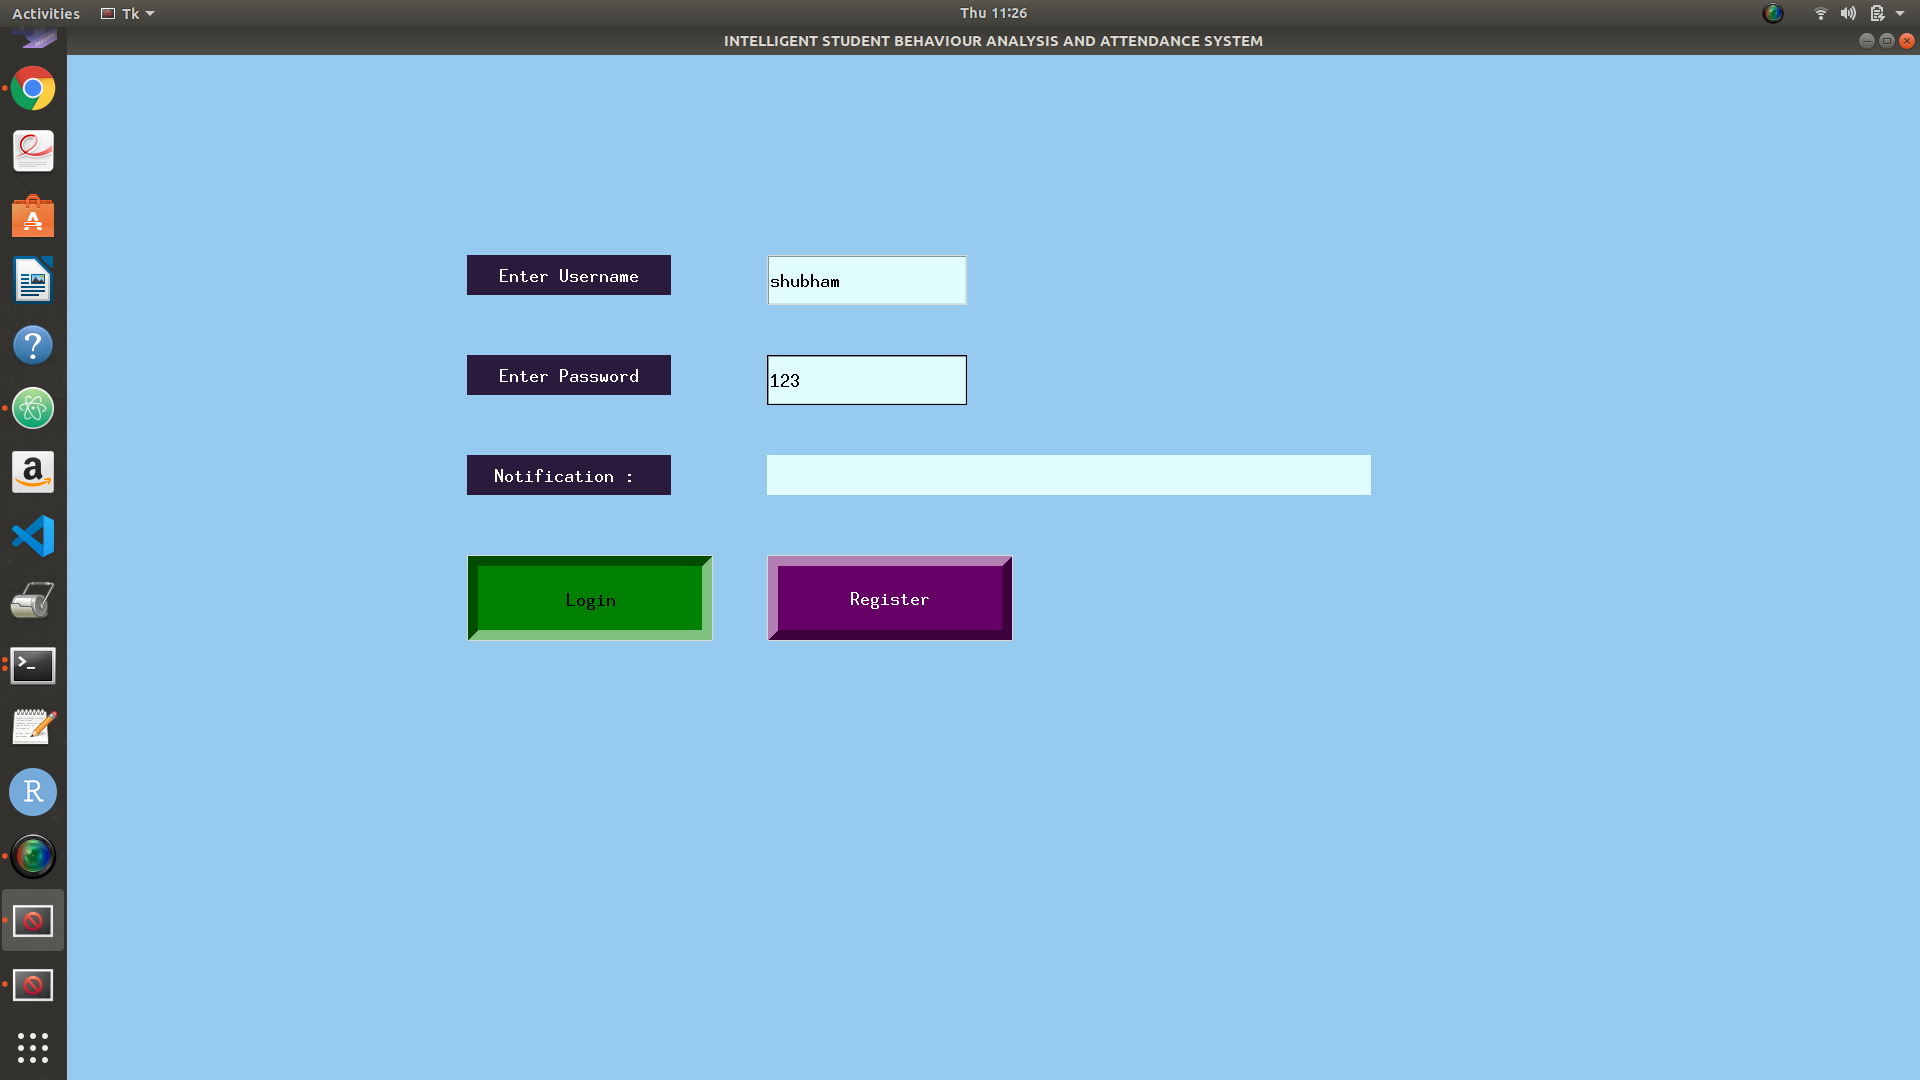 Activities Tk Thu 11:26
INTELLIGENT STUDENT BEHAVIOUR ANALYSIS AND ATTENDANCE SYSTEM
Enter Username shubham
Enter Password 123
Notification :
Login Register